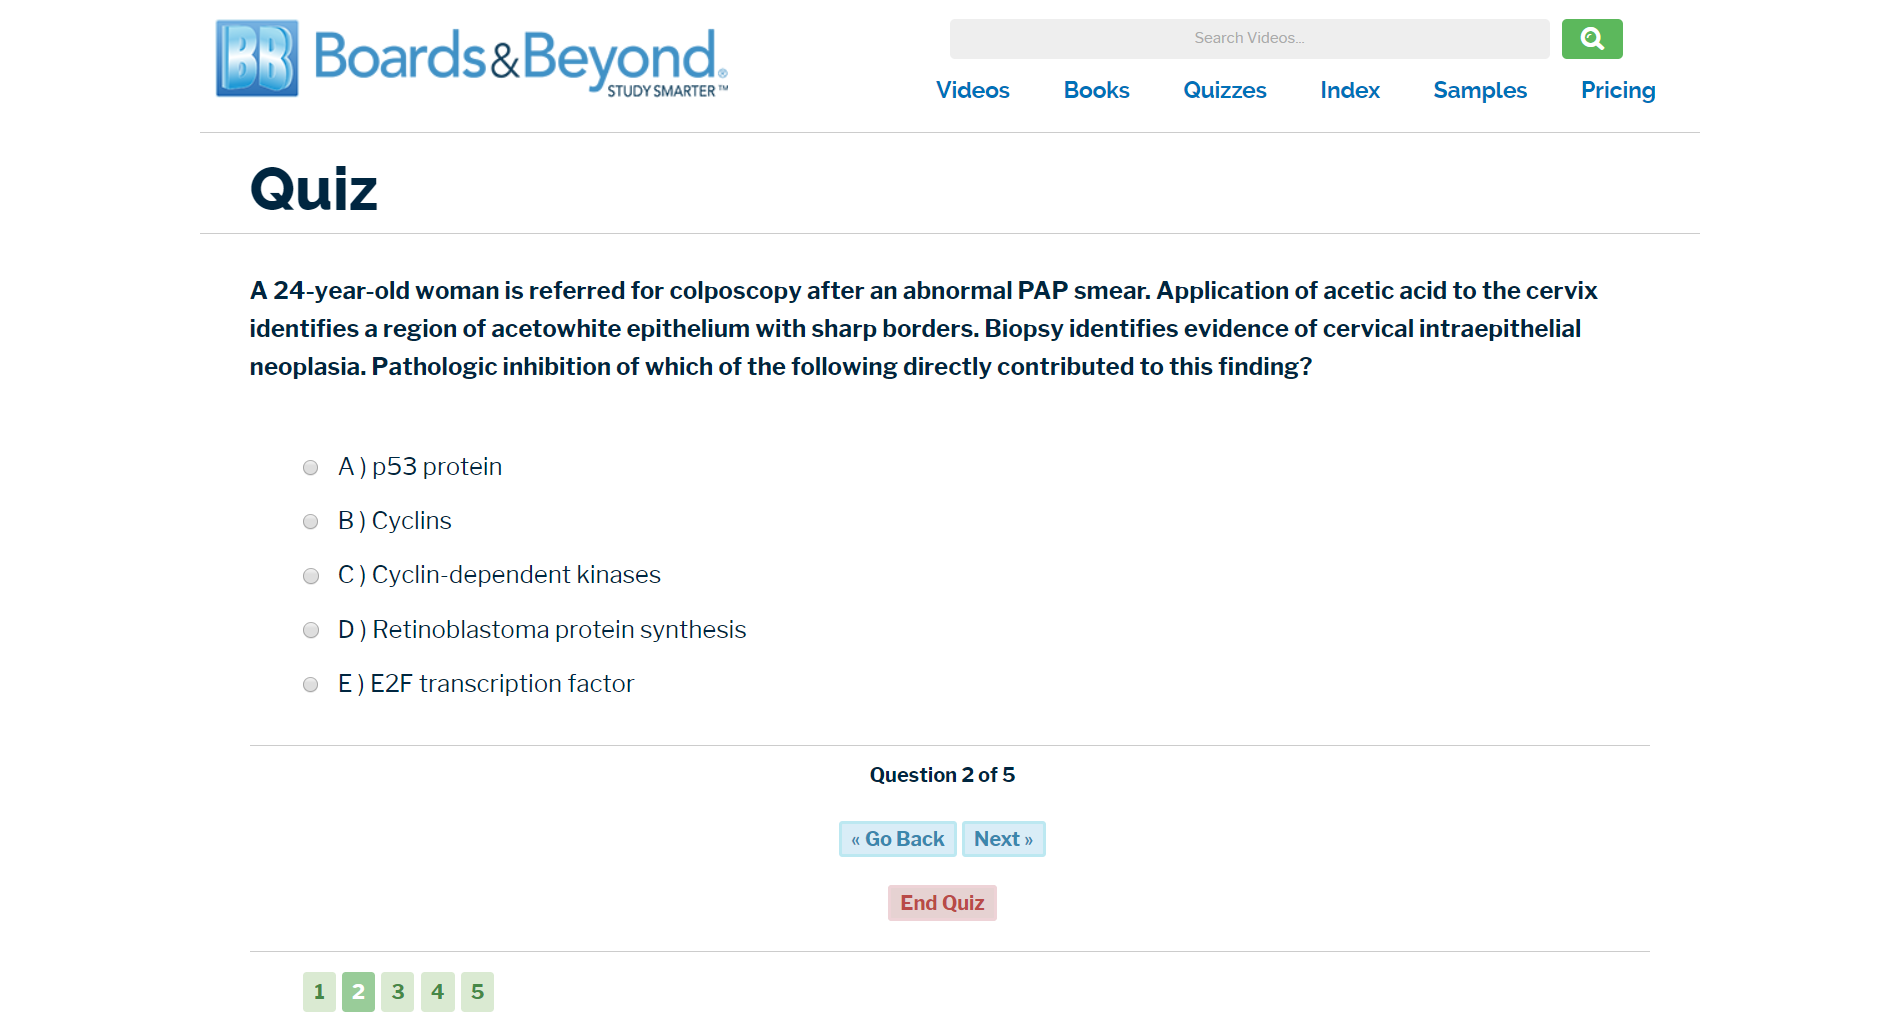 BB Boards&Beyond®
STUDY SMARTER™
Search Videos...
Videos Books Quizzes Index Samples Pricing
Quiz
A 24-year-old woman is referred for colposcopy after an abnormal PAP smear. Application of acetic acid to the cervix
identifies a region of acetowhite epithelium with sharp borders. Biopsy identifies evidence of cervical intraepithelial
neoplasia. Pathologic inhibition of which of the following directly contributed to this finding?
A ) p53 protein
B ) Cyclins
C ) Cyclin-dependent kinases
D ) Retinoblastoma protein synthesis
E ) E2F transcription factor
Question 2 of 5
« Go Back Next »
End Quiz
1 2 3 4 5